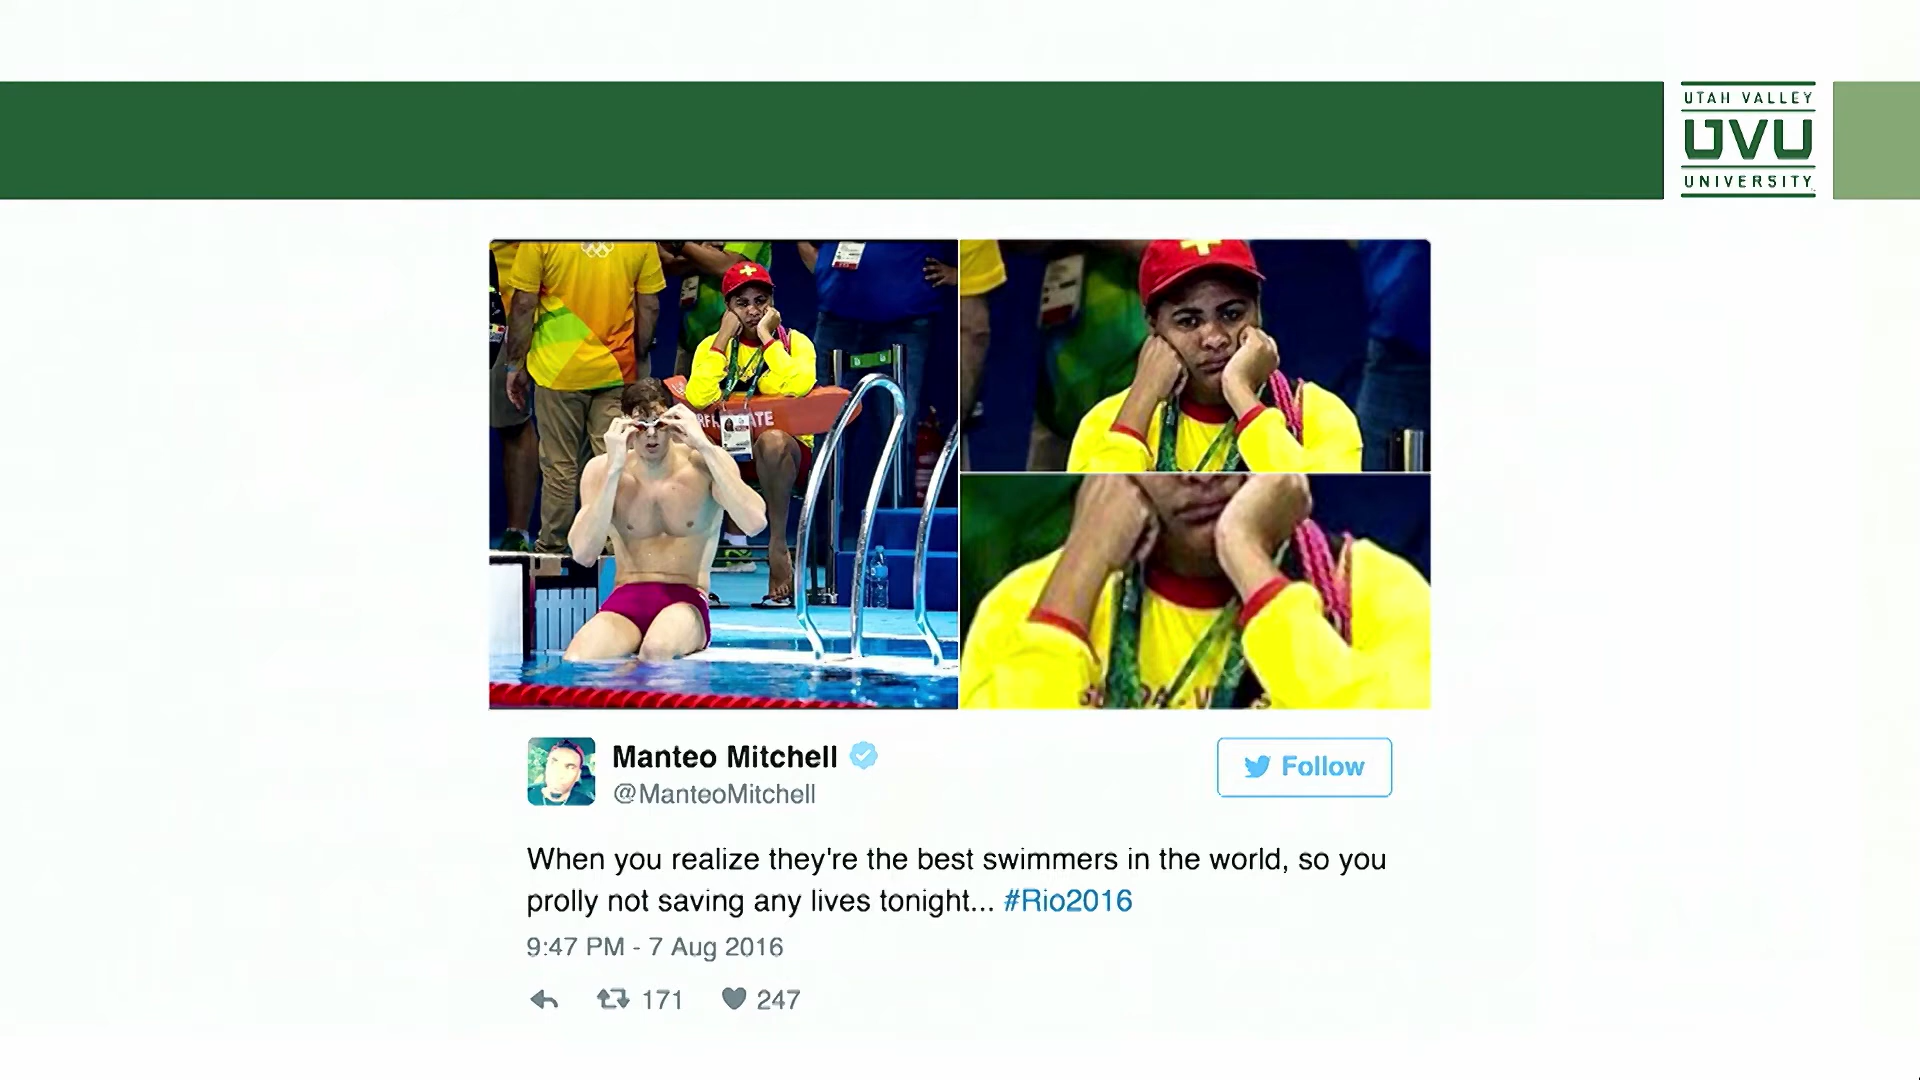 UTAH VALLEY
UVU
UNIVERSITY
Manteo Mitchell
@ManteoMitchell
Follow
When you realize they're the best swimmers in the world, so you
prolly not saving any lives tonight... #Rio2016
9:47 PM - 7 Aug 2016
171
247